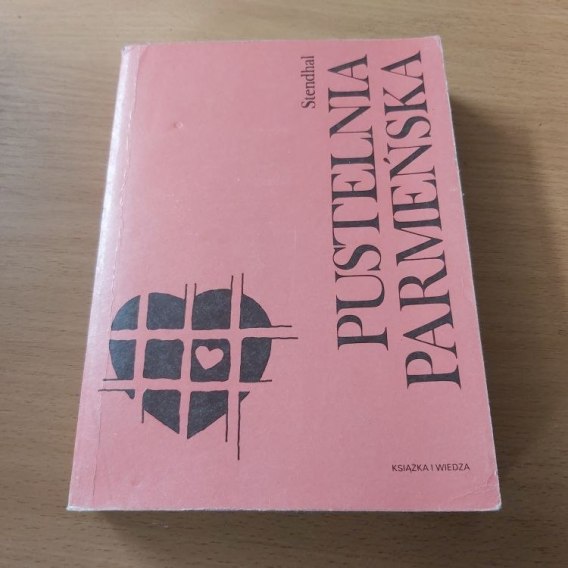 Stendhal
PUSTELNIA
PARMEŃSKA
KSIĄŻKA I WIEDZA